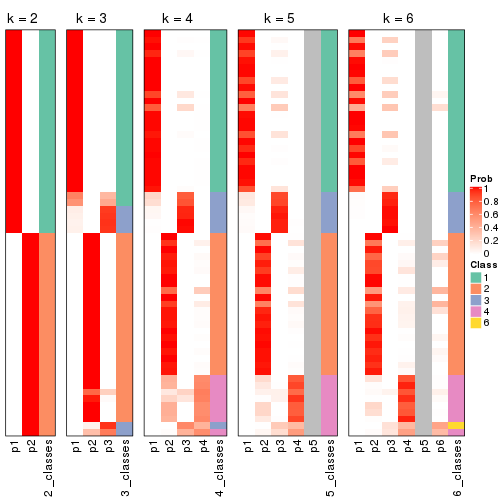 k = 2 k = 3 k = 4 k = 5 k = 6
Prob
1
0.8
0.6
0.4
0.2
0
Class
1
2
3
4
6
p1 p2 2_classes p1 p2 p3 3_classes p1 p2 p3 p4 4_classes p1 p2 p3 p4 p5 5_classes p1 p2 p3 p4 p5 p6 6_classes